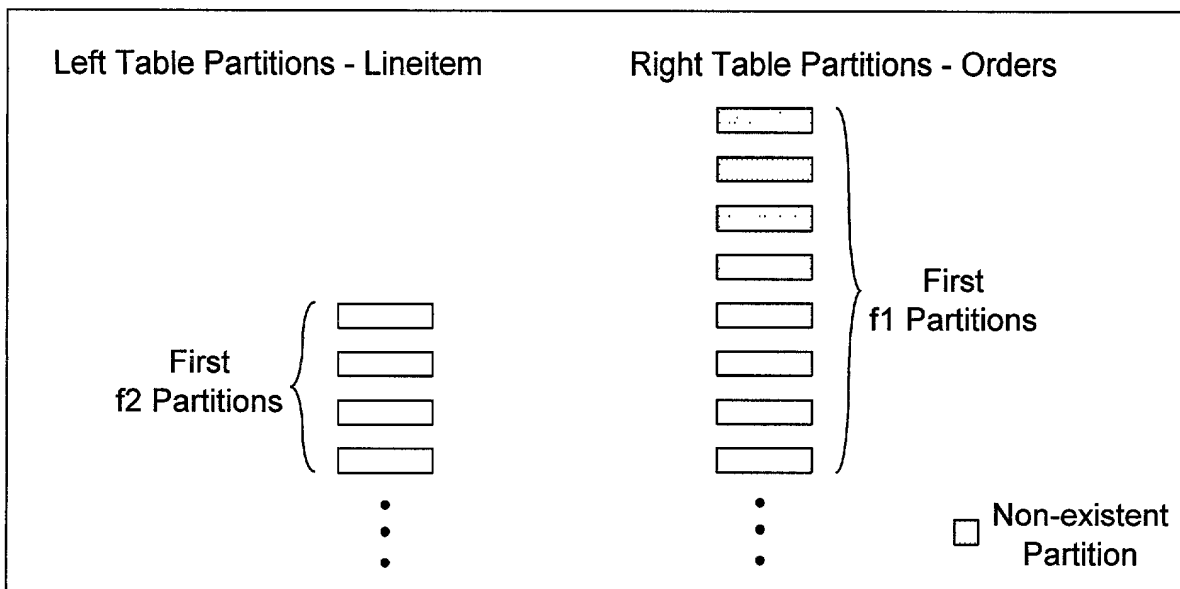 Left Table Partitions - Lineitem
Right Table Partitions - Orders
First
f2 Partitions
First
f1 Partitions
Non-existent
Partition